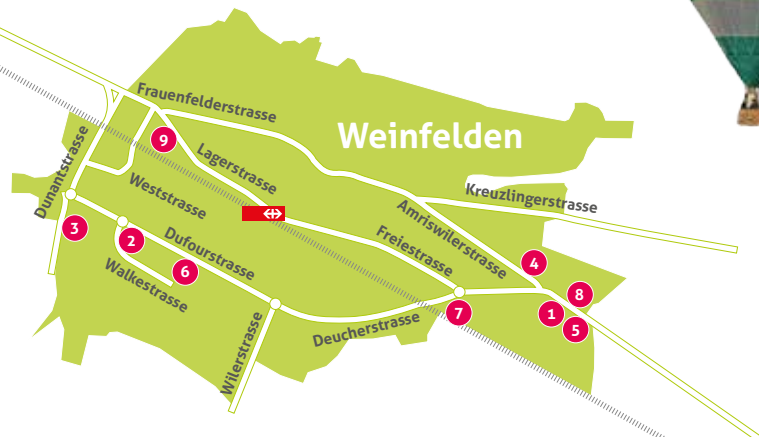 Frauenfelderstrasse
Weinfelden
9
Lagerstrasse
Dunantstrasse
Weststrasse
Kreuzlingerstrasse
Amriswilerstrasse
3
2
Dufourstrasse
Freiestrasse
6
4
Walkestrasse
8
7
1
5
Deucherstrasse
Wilerstrasse